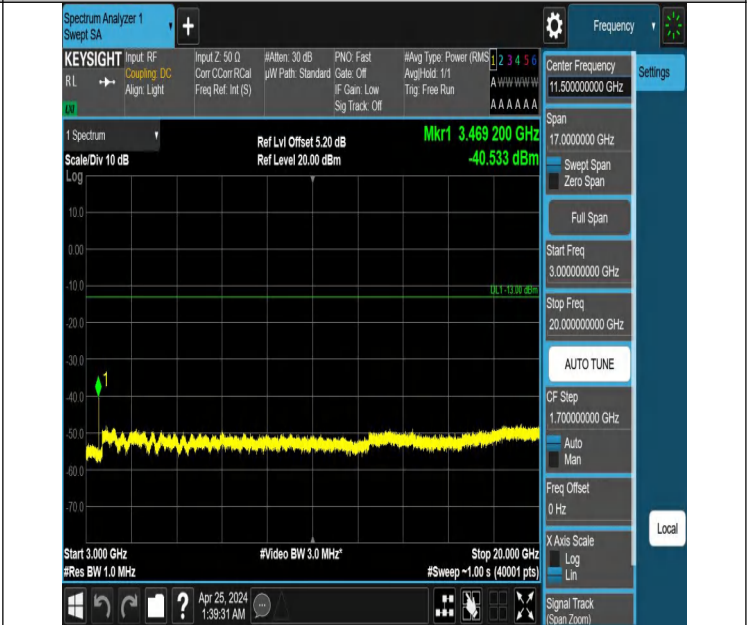 Spectrum Analyzer 1
Swept SA
+
Frequency
KEYSIGHT
RL
Input: RF
Coupling: DC
Align: Light
Input Z: 50 Ω
Corr CCorr RCal
Freq Ref: Int (S)
#Atten: 30 dB
µW Path: Standard
PNO: Fast
Gate: Off
IF Gain: Low
Sig Track: Off
#Avg Type: Power (RMS
Avg|Hold: 1/1
Trig: Free Run
1 2 3 4 5 6
A W W W W W
A A A A A A
1 Spectrum
Scale/Div 10 dB
Log
Ref Lvl Offset 5.20 dB
Ref Level 20.00 dBm
Mkr1 3.469 200 GHz
-40.533 dBm
10.0
0.00
-10.0
DL1 -13.00 dBm
-20.0
-30.0
1
-40.0
-50.0
-60.0
-70.0
Start 3.000 GHz
#Res BW 1.0 MHz
#Video BW 3.0 MHz*
Stop 20.000 GHz
#Sweep ~1.00 s (40001 pts)
?
Apr 25, 2024
1:39:31 AM
Center Frequency
11.500000000 GHz
Settings
Span
17.0000000 GHz
Swept Span
Zero Span
Full Span
Start Freq
3.000000000 GHz
Stop Freq
20.000000000 GHz
AUTO TUNE
CF Step
1.700000000 GHz
Auto
Man
Freq Offset
0 Hz
X Axis Scale
Log
Lin
Local
Signal Track
(Span Zoom)